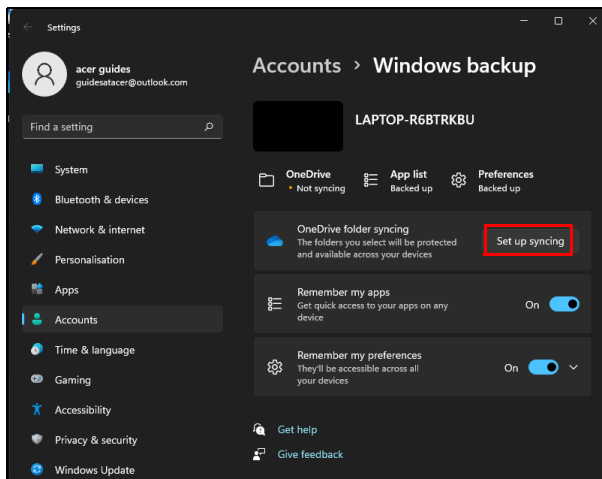 Settings
acer guides
guidesatacer@outlook.com
Find a setting
System
Bluetooth & devices
Network & internet
Personalisation
Apps
Accounts
Time & language
Gaming
Accessibility
Privacy & security
Windows Update
Accounts > Windows backup
LAPTOP-R6BTRKBU
OneDrive
• Not syncing
App list
Backed up
Preferences
Backed up
OneDrive folder syncing
The folders you select will be protected
and available across your devices
Set up syncing
Remember my apps
Get quick access to your apps on any
device
On
Remember my preferences
They'll be accessible across all
your devices
On
Get help
Give feedback